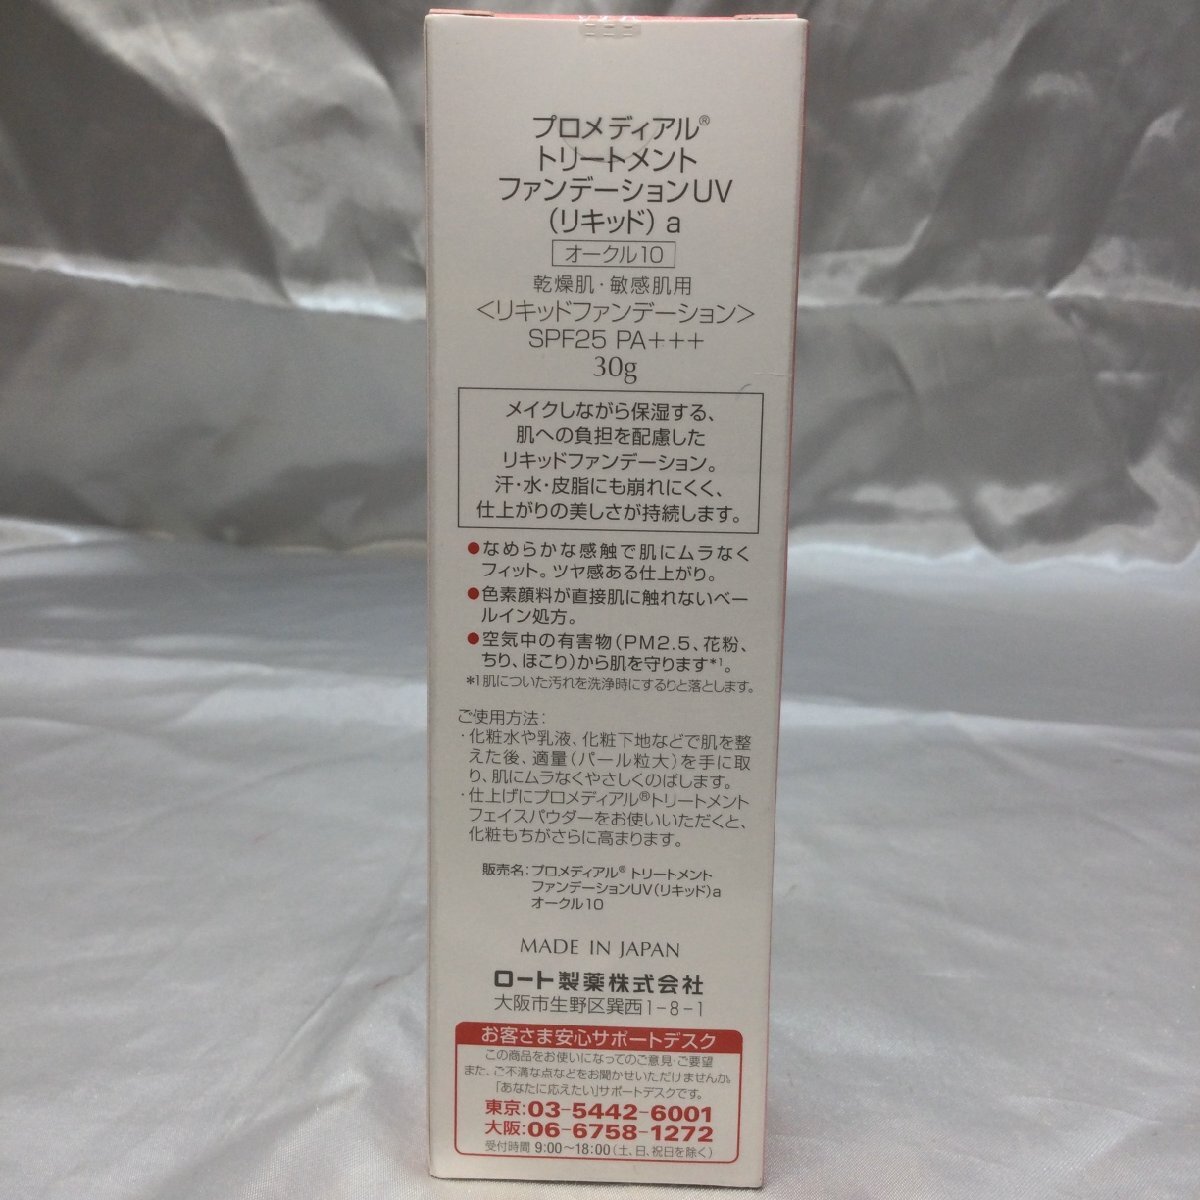 プロメディアル®
トリートメント
ファンデーションUV
(リキッド) a
オークル10
乾燥肌・敏感肌用
<リキッドファンデーション>
SPF25 PA+++
30g
メイクしながら保湿する、
肌への負担を配慮した
リキッドファンデーション。
汗・水・皮脂にも崩れにくく、
仕上がりの美しさが持続します。
●なめらかな感触で肌にムラなく
フィット。ツヤ感ある仕上がり。
●色素顔料が直接肌に触れないベー
ルイン処方。
●空気中の有害物(PM2.5、花粉、
ちり、ほこり)から肌を守ります*1。
*1肌についた汚れを洗浄時にするりと落とします。
ご使用方法:
・化粧水や乳液、化粧下地などで肌を整
えた後、適量(パール粒大)を手に取
り、肌にムラなくやさしくのばします。
・仕上げにプロメディアル®トリートメント
フェイスパウダーをお使いいただくと、
化粧もちがさらに高まります。
販売名:プロメディアル® トリートメント
ファンデーションUV(リキッド)a
オークル10
MADE IN JAPAN
ロート製薬株式会社
大阪市生野区巽西1-8-1
お客さま安心サポートデスク
この商品をお使いになってのご意見・ご要望
また、ご不満な点などをお聞かせいただけませんか。
「あなたに応えたい」サポートデスクです。
東京:03-5442-6001
大阪:06-6758-1272
受付時間 9:00~18:00(土、日、祝日を除く)